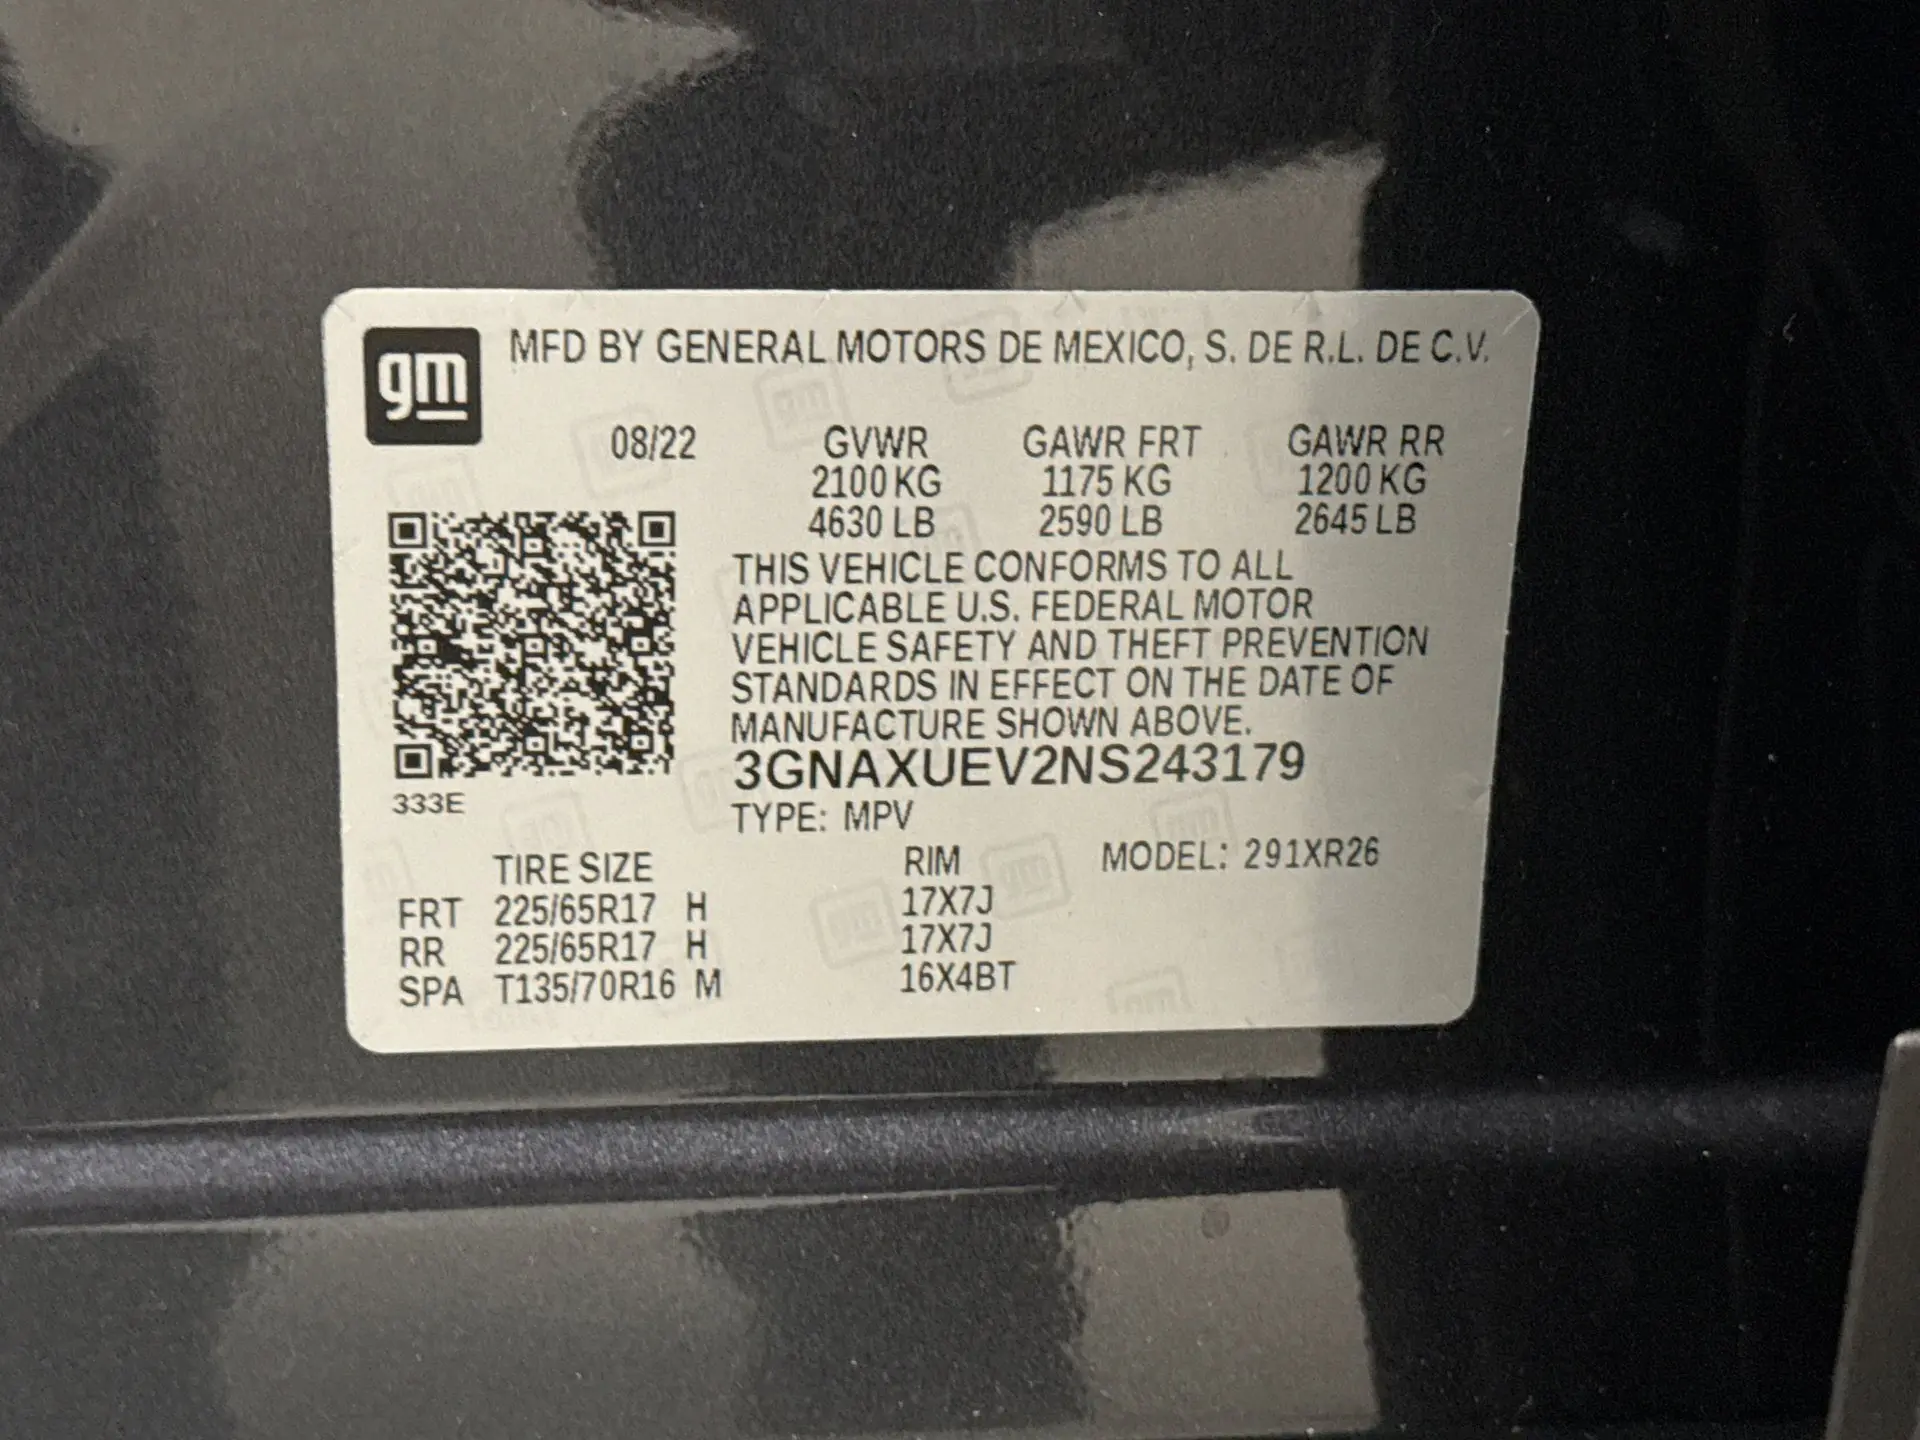 gm
MFD BY GENERAL MOTORS DE MEXICO, S. DE R.L. DE C.V.
08/22 GVWR GAWR FRT GAWR RR
2100 KG 1175 KG 1200 KG
4630 LB 2590 LB 2645 LB
THIS VEHICLE CONFORMS TO ALL
APPLICABLE U.S. FEDERAL MOTOR
VEHICLE SAFETY AND THEFT PREVENTION
STANDARDS IN EFFECT ON THE DATE OF
MANUFACTURE SHOWN ABOVE.
3GNAXUEV2NS243179
333E
TYPE: MPV
TIRE SIZE RIM MODEL: 291XR26
FRT 225/65R17 H 17X7J
RR 225/65R17 H 17X7J
SPA T135/70R16 M 16X4BT